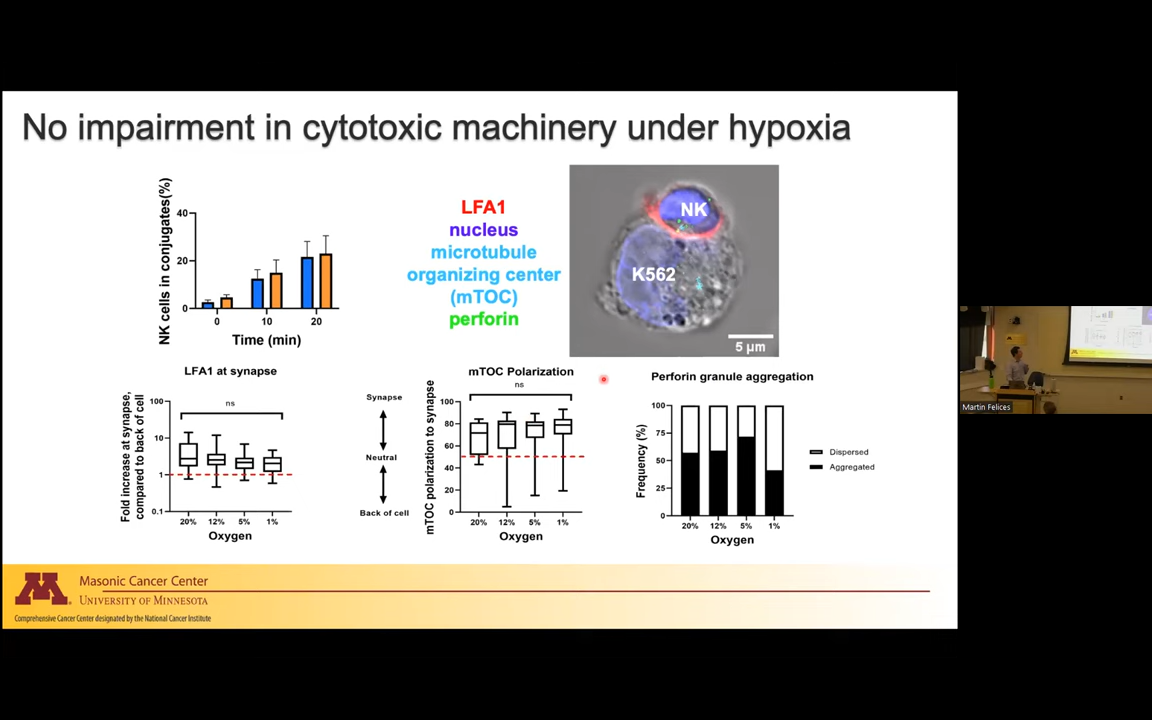 No impairment in cytotoxic machinery under hypoxia
NK cells in conjugates(%)
40
20
0
0
10
20
Time (min)
LFA1
nucleus
microtubule
organizing center
(mTOC)
perforin
NK
K562
5 µm
LFA1 at synapse
ns
Fold increase at synapse,
compared to back of cell
100
10
1
0.1
20%
12%
5%
1%
Oxygen
Synapse
Neutral
Back of cell
mTOC Polarization
ns
mTOC polarization to synapse
100
80
60
40
20
0
20%
12%
5%
1%
Oxygen
Perforin granule aggregation
Frequency (%)
100
75
50
25
0
20%
12%
5%
1%
Oxygen
Dispersed
Aggregated
Masonic Cancer Center
UNIVERSITY OF MINNESOTA
Comprehensive Cancer Center designated by the National Cancer Institute
Martin Felices